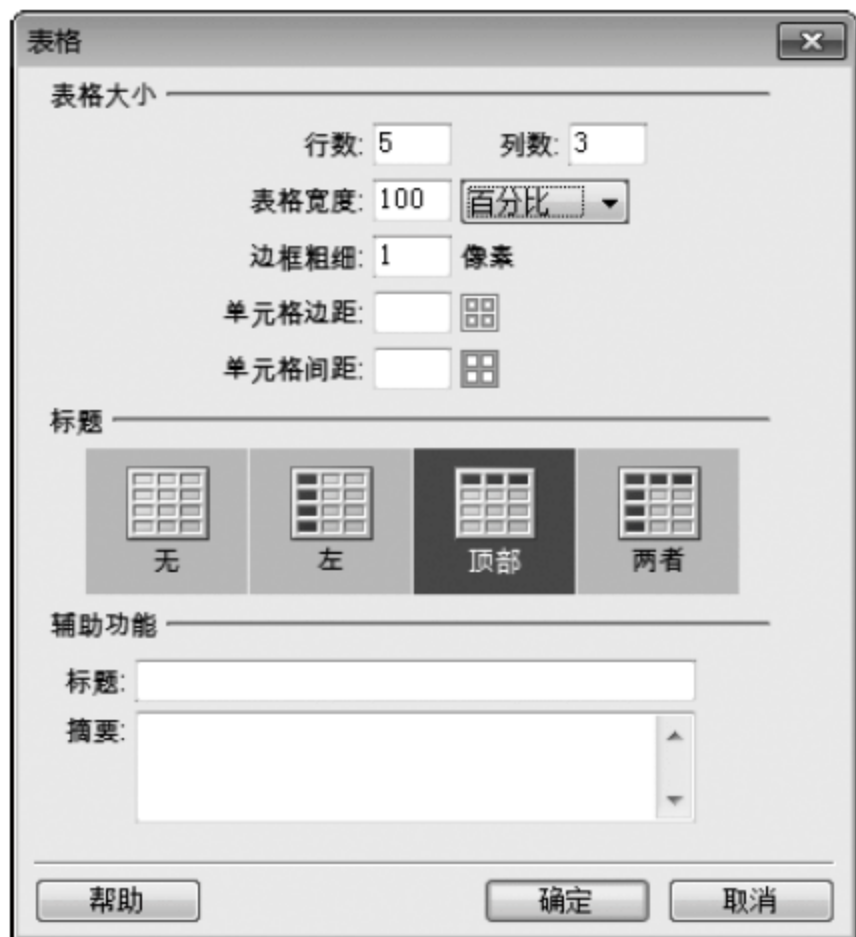 表格
表格大小
行数: 5 列数: 3
表格宽度: 100 百分比
边框粗细: 1 像素
单元格边距:
单元格间距:
标题
无 左 顶部 两者
辅助功能
标题:
摘要:
帮助 确定 取消